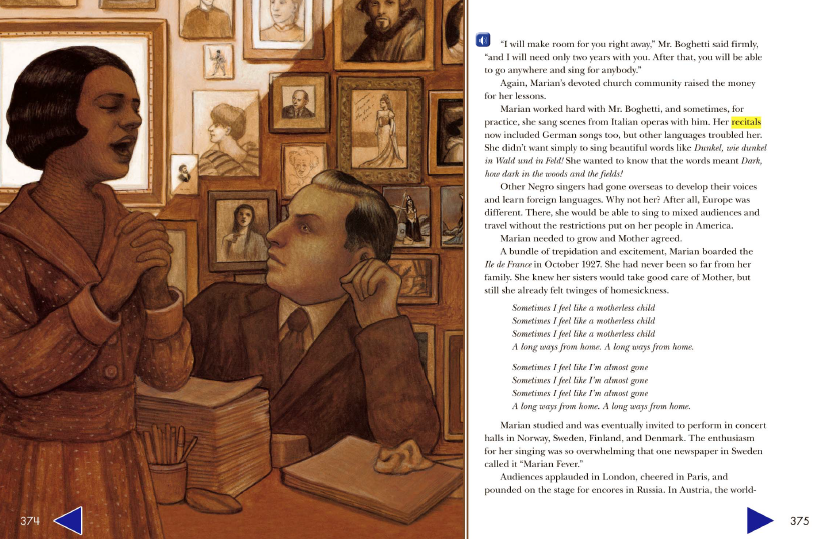 374
"I will make room for you right away," Mr. Boghetti said firmly,
"and I will need only two years with you. After that, you will be able
to go anywhere and sing for anybody."
Again, Marian's devoted church community raised the money
for her lessons.
Marian worked hard with Mr. Boghetti, and sometimes, for
practice, she sang scenes from Italian operas with him. Her recitals
now included German songs too, but other languages troubled her.
She didn't want simply to sing beautiful words like Dunkel, wie dunkel
in Wald und in Feld! She wanted to know that the words meant Dark,
how dark in the woods and the fields!
Other Negro singers had gone overseas to develop their voices
and learn foreign languages. Why not her? After all, Europe was
different. There, she would be able to sing to mixed audiences and
travel without the restrictions put on her people in America.
Marian needed to grow and Mother agreed.
A bundle of trepidation and excitement, Marian boarded the
Ile de France in October 1927. She had never been so far from her
family. She knew her sisters would take good care of Mother, but
still she already felt twinges of homesickness.
Sometimes I feel like a motherless child
Sometimes I feel like a motherless child
Sometimes I feel like a motherless child
A long ways from home. A long ways from home.
Sometimes I feel like I'm almost gone
Sometimes I feel like I'm almost gone
Sometimes I feel like I'm almost gone
A long ways from home. A long ways from home.
Marian studied and was eventually invited to perform in concert
halls in Norway, Sweden, Finland, and Denmark. The enthusiasm
for her singing was so overwhelming that one newspaper in Sweden
called it "Marian Fever."
Audiences applauded in London, cheered in Paris, and
pounded on the stage for encores in Russia. In Austria, the world-
375